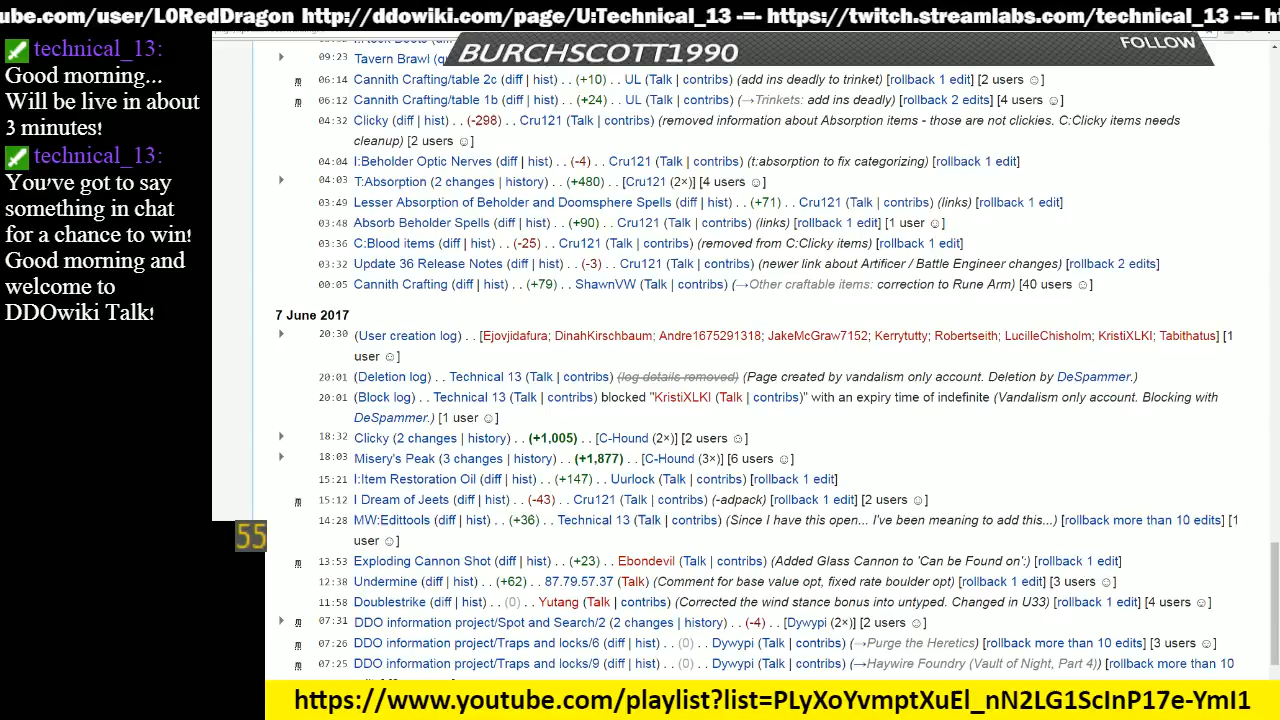 ube.com/user/L0RedDragon http://ddowiki.com/page/U:Technical_13 -=- https://twitch.streamlabs.com/technical_13 -=-
BURCHSCOTT1990
FOLLOW
technical_13:
Good morning...
Will be live in about
3 minutes!
technical_13:
You've got to say
something in chat
for a chance to win!
Good morning and
welcome to
DDOwiki Talk!
09:23 Tavern Brawl
m 06:14 Cannith Crafting/table 2c (diff | hist) . . (+10) . . UL (Talk | contribs) (add ins deadly to trinket) [rollback 1 edit] [2 users ☺]
m 06:12 Cannith Crafting/table 1b (diff | hist) . . (+24) . . UL (Talk | contribs) (→Trinkets: add ins deadly) [rollback 2 edits] [4 users ☺]
04:32 Clicky (diff | hist) . . (-298) . . Cru121 (Talk | contribs) (removed information about Absorption items - those are not clickies. C:Clicky items needs
cleanup) [2 users ☺]
04:04 I:Beholder Optic Nerves (diff | hist) . . (-4) . . Cru121 (Talk | contribs) (t:absorption to fix categorizing) [rollback 1 edit]
04:03 T:Absorption (2 changes | history) . . (+480) . . [Cru121 (2×)] [4 users ☺]
03:49 Lesser Absorption of Beholder and Doomsphere Spells (diff | hist) . . (+71) . . Cru121 (Talk | contribs) (links) [rollback 1 edit]
03:48 Absorb Beholder Spells (diff | hist) . . (+90) . . Cru121 (Talk | contribs) (links) [rollback 1 edit] [1 user ☺]
03:36 C:Blood items (diff | hist) . . (-25) . . Cru121 (Talk | contribs) (removed from C:Clicky items) [rollback 1 edit]
03:32 Update 36 Release Notes (diff | hist) . . (-3) . . Cru121 (Talk | contribs) (newer link about Artificer / Battle Engineer changes) [rollback 2 edits]
00:05 Cannith Crafting (diff | hist) . . (+79) . . ShawnVW (Talk | contribs) (→Other craftable items: correction to Rune Arm) [40 users ☺]
7 June 2017
20:30 (User creation log) . . [Ejovjidafura; DinahKirschbaum; Andre1675291318; JakeMcGraw7152; Kerrytutty; Robertseith; LucilleChisholm; KristiXLKI; Tabithatus] [1
user ☺]
20:01 (Deletion log) . . Technical 13 (Talk | contribs) (log details removed) (Page created by vandalism only account. Deletion by DeSpammer.)
20:01 (Block log) . . Technical 13 (Talk | contribs) blocked "KristiXLKI (Talk | contribs)" with an expiry time of indefinite (Vandalism only account. Blocking with
DeSpammer.) [1 user ☺]
18:32 Clicky (2 changes | history) . . (+1,005) . . [C-Hound (2×)] [2 users ☺]
18:03 Misery's Peak (3 changes | history) . . (+1,877) . . [C-Hound (3×)] [6 users ☺]
15:21 I:Item Restoration Oil (diff | hist) . . (+147) . . Uurlock (Talk | contribs) [rollback 1 edit]
m 15:12 I Dream of Jeets (diff | hist) . . (-43) . . Cru121 (Talk | contribs) (-adpack) [rollback 1 edit] [2 users ☺]
14:28 MW:Edittools (diff | hist) . . (+36) . . Technical 13 (Talk | contribs) (Since I have this open... I've been meaning to add this...) [rollback more than 10 edits] [1
user ☺]
55
m 13:53 Exploding Cannon Shot (diff | hist) . . (+23) . . Ebondevil (Talk | contribs) (Added Glass Cannon to 'Can be Found on':) [rollback 1 edit]
12:38 Undermine (diff | hist) . . (+62) . . 87.79.57.37 (Talk) (Comment for base value opt, fixed rate boulder opt) [rollback 1 edit] [3 users ☺]
11:58 Doublestrike (diff | hist) . . (0) . . Yutang (Talk | contribs) (Corrected the wind stance bonus into untyped. Changed in U33) [rollback 1 edit] [4 users ☺]
m 07:31 DDO information project/Spot and Search/2 (2 changes | history) . . (-4) . . [Dywypi (2×)] [2 users ☺]
m 07:26 DDO information project/Traps and locks/6 (diff | hist) . . (0) . . Dywypi (Talk | contribs) (→Purge the Heretics) [rollback more than 10 edits] [3 users ☺]
m 07:25 DDO information project/Traps and locks/9 (diff | hist) . . (0) . . Dywypi (Talk | contribs) (→Haywire Foundry (Vault of Night, Part 4)) [rollback more than 10
https://www.youtube.com/playlist?list=PLyXoYvmptXuEl_nN2LG1ScInP17e-YmI1